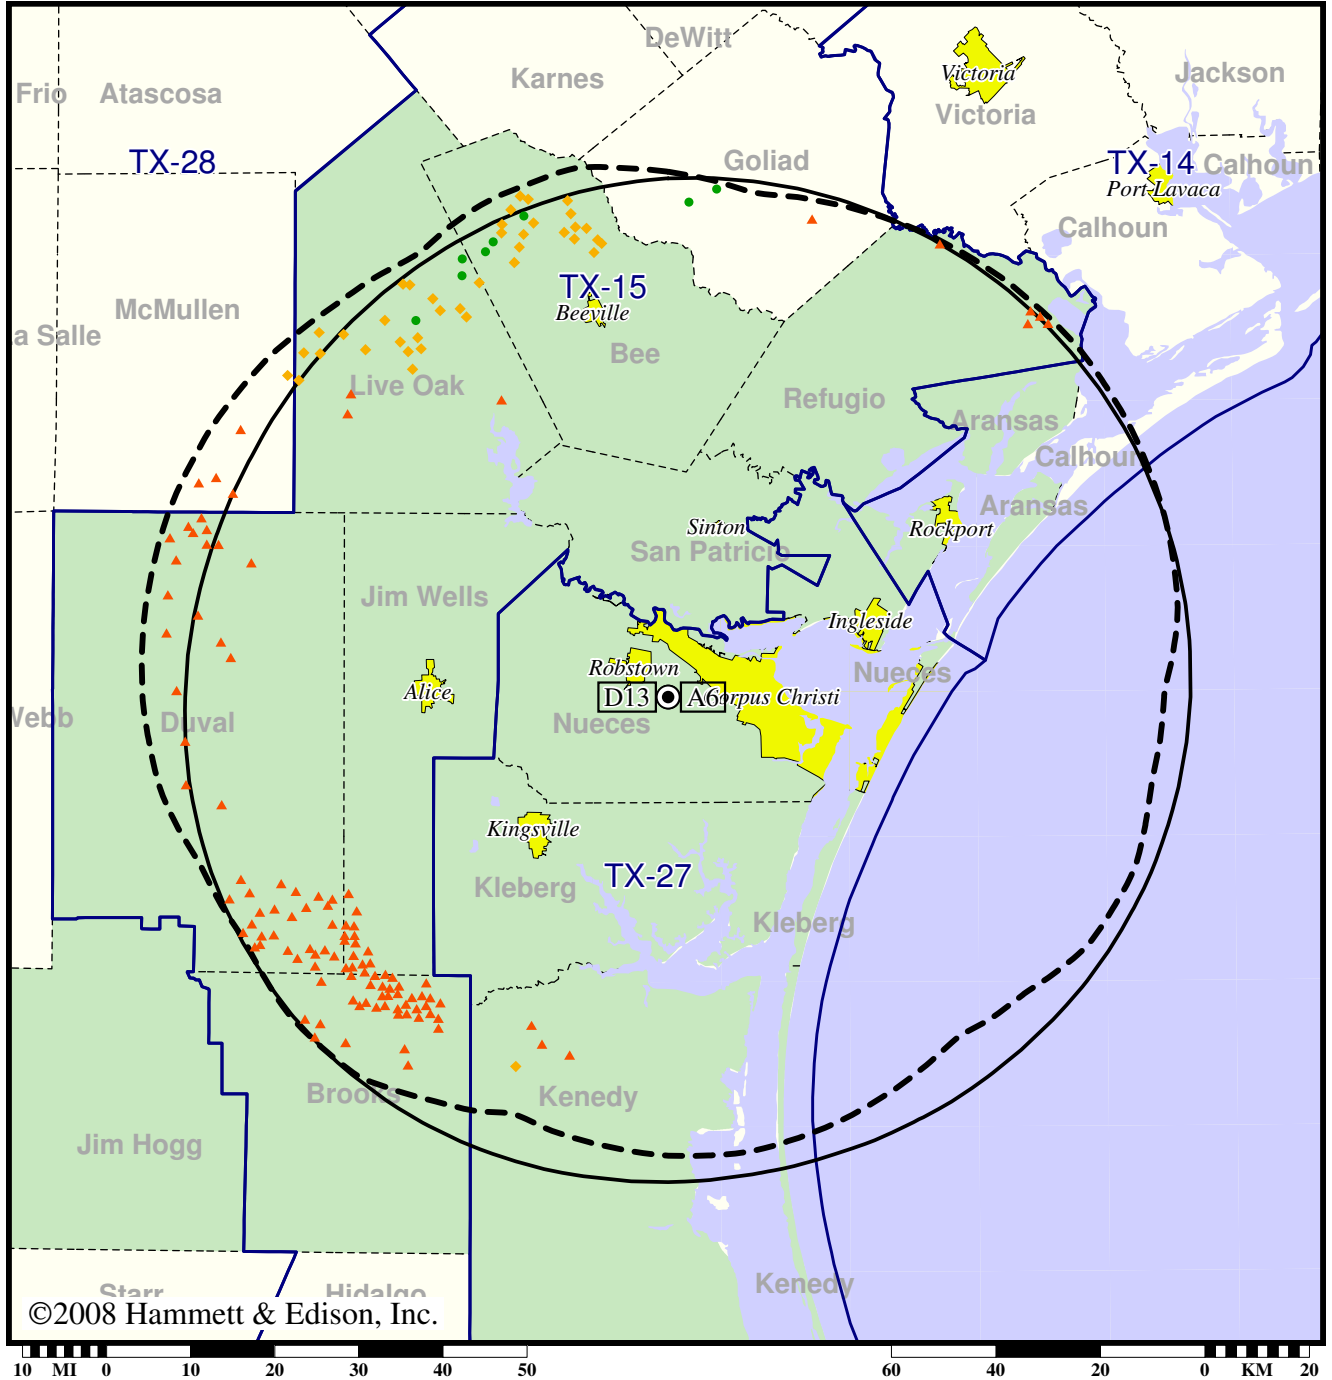 DeWitt
Karnes
Victoria
Jackson
Frio
Atascosa
Victoria
TX-28
Goliad
TX-14
Calhoun
Port Lavaca
Calhoun
TX-15
McMullen
Beeville
a Salle
Bee
Live Oak
Refugio
Aransas
Calhoun
Aransas
Sinton
Rockport
San Patricio
Jim Wells
Ingleside
Robstown
Nueces
Alice
D13
A6
orpus Christi
Webb
Duval
Nueces
Kingsville
TX-27
Kleberg
Kleberg
Brooks
Kenedy
Jim Hogg
Kenedy
Starr
Hidalgo
©2008 Hammett & Edison, Inc.
10 MI 0 10 20 30 40 50
60 40 20 0 KM 20